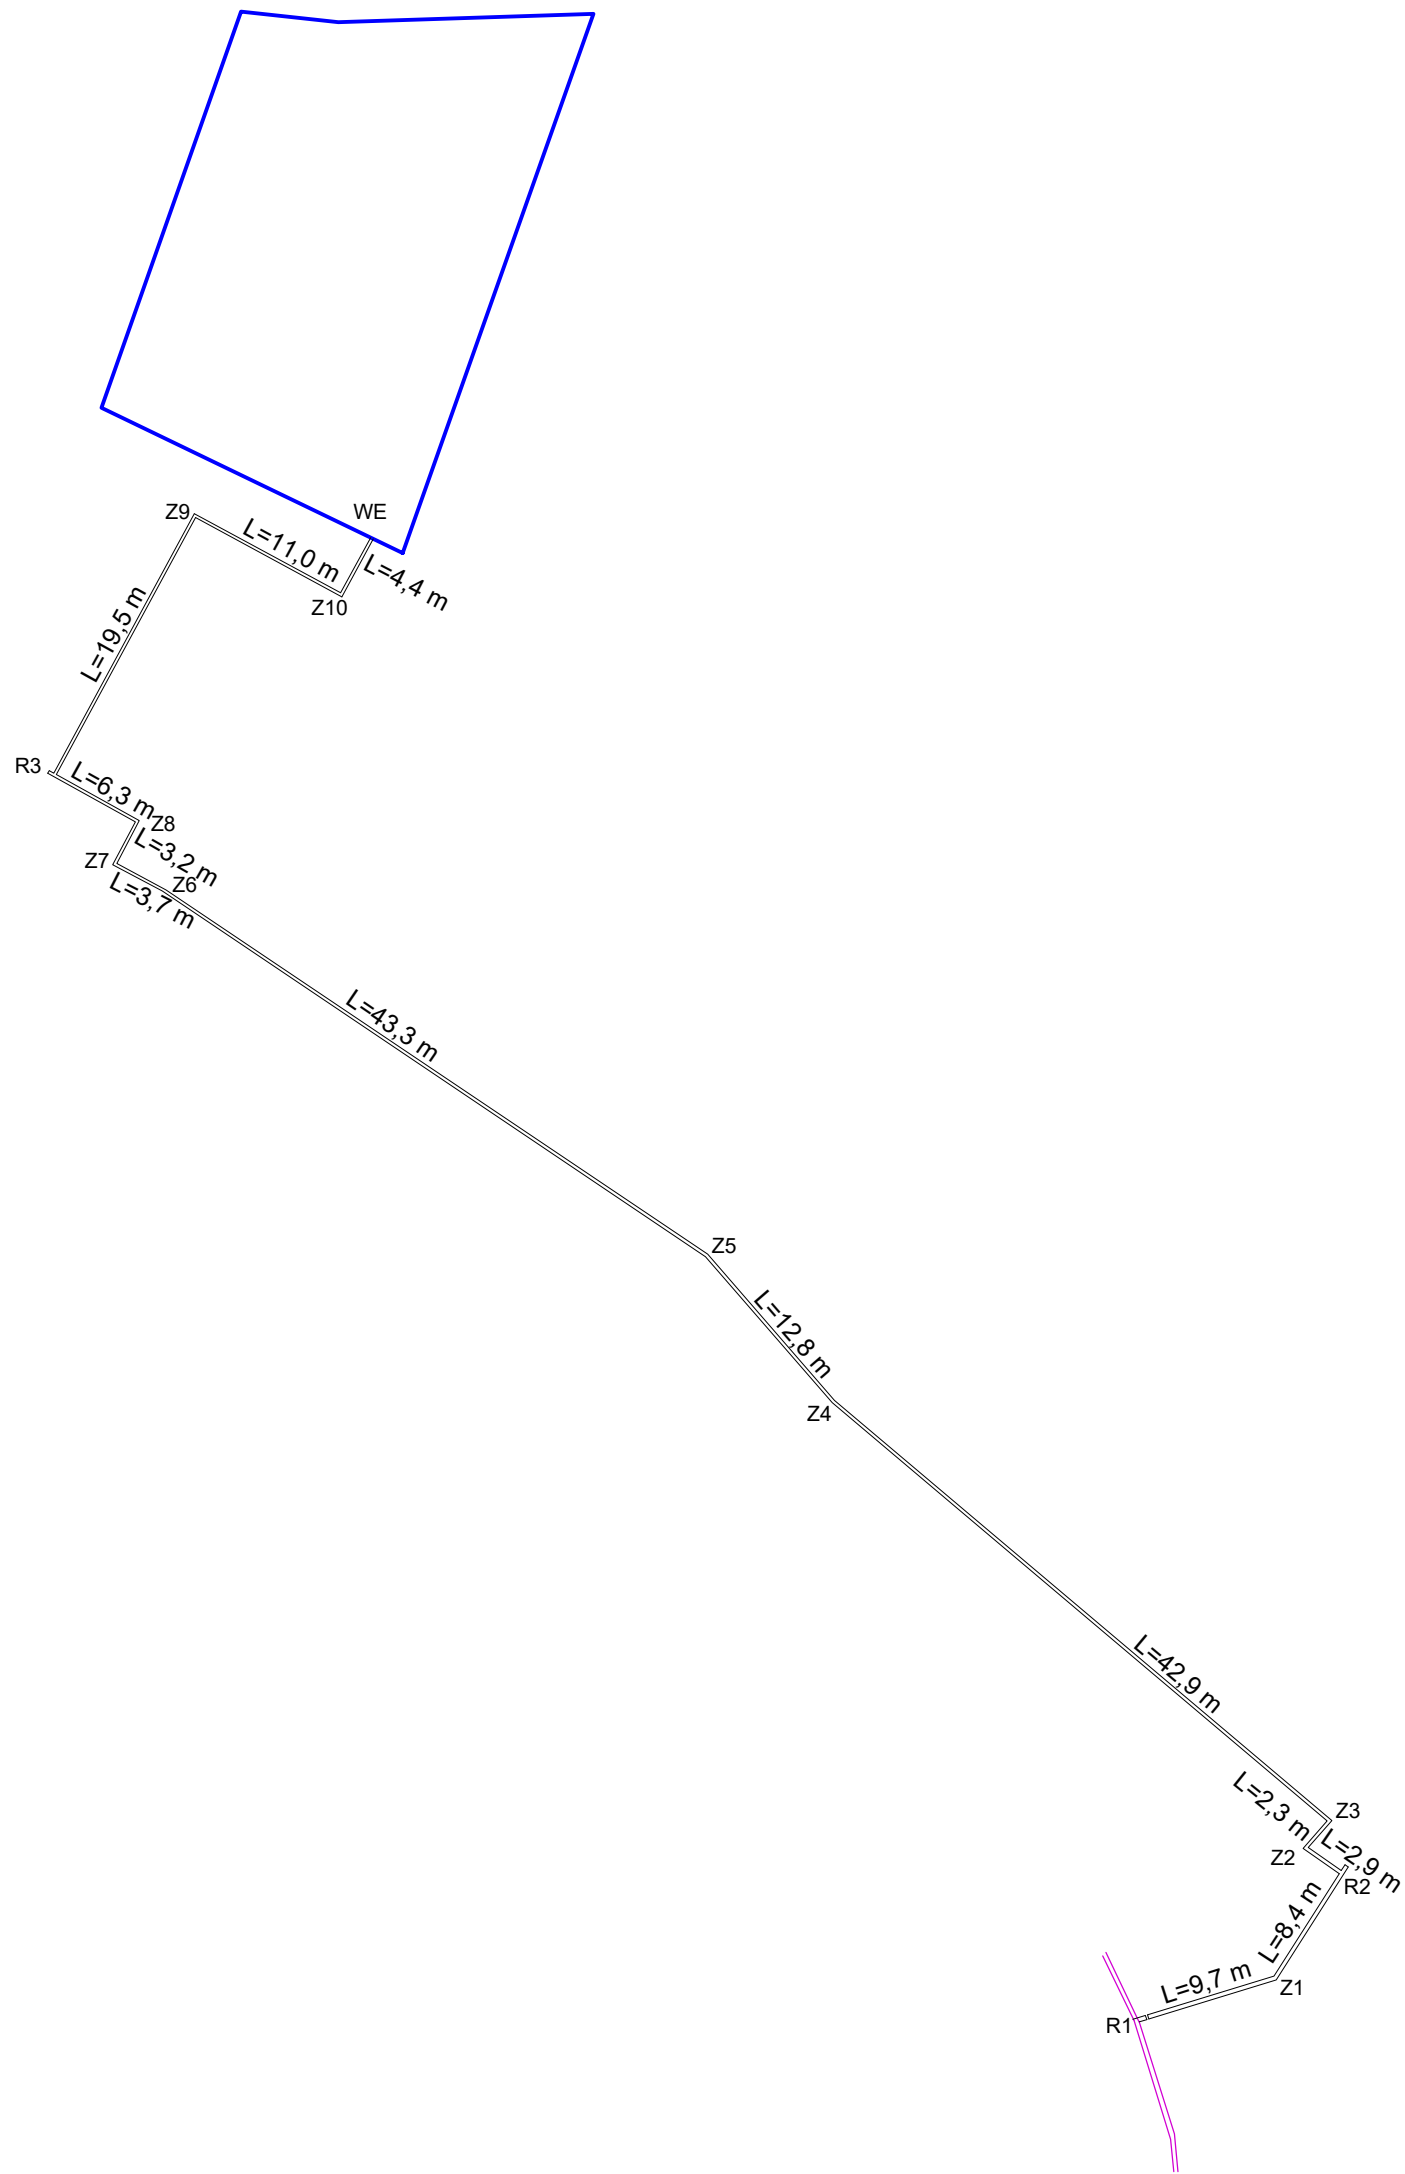 WE
Z9
L=11,0 m
L=4,4 m
Z10
L=19,5 m
R3
L=6,3 m
Z8
L=3,2 m
Z7
Z6
L=3,7 m
L=43,3 m
Z5
L=12,8 m
Z4
L=42,9 m
L=2,3 m
Z3
L=2,9 m
Z2
R2
L=8,4 m
L=9,7 m
Z1
R1